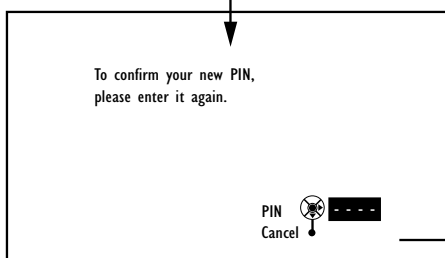 To confirm your new PIN,
please enter it again.
PIN - - - -
Cancel